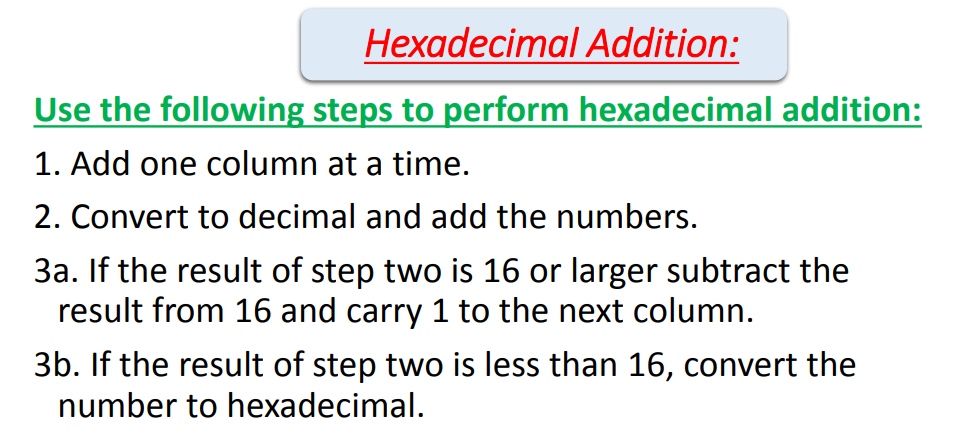 Hexadecimal Addition:
Use the following steps to perform hexadecimal addition:
1. Add one column at a time.
2. Convert to decimal and add the numbers.
3a. If the result of step two is 16 or larger subtract the
result from 16 and carry 1 to the next column.
3b. If the result of step two is less than 16, convert the
number to hexadecimal.